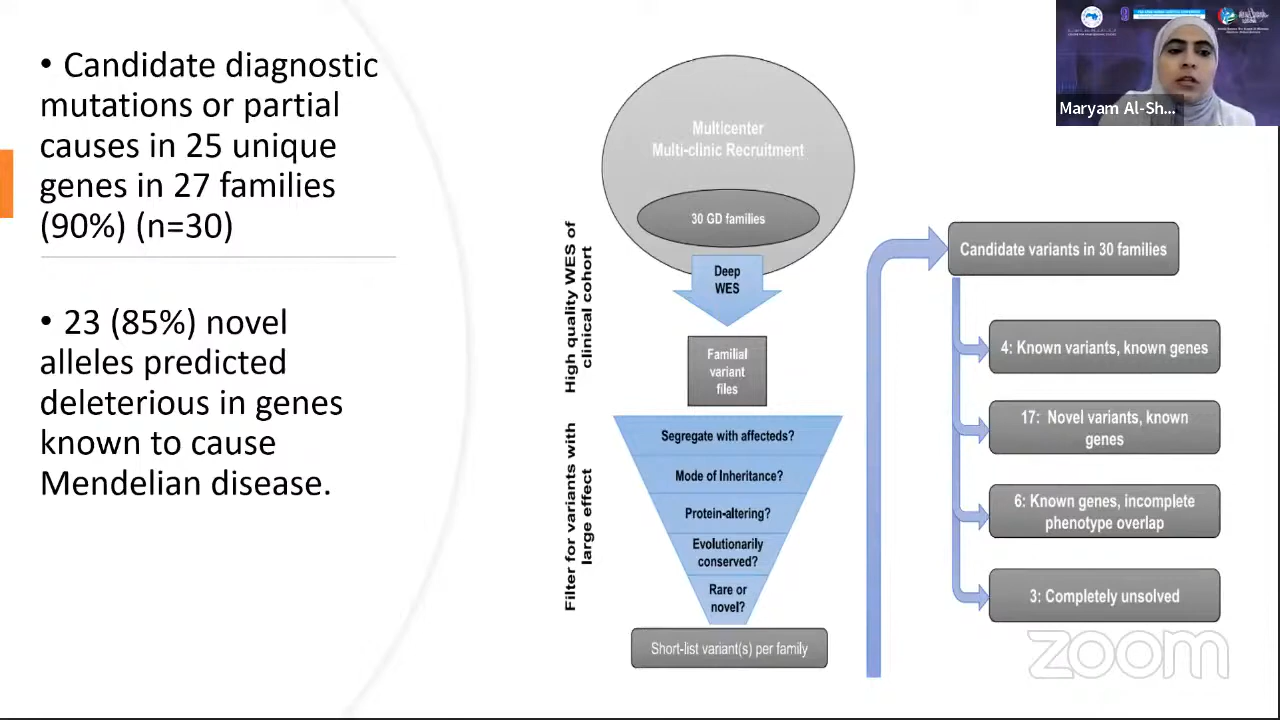 • Candidate diagnostic
mutations or partial
causes in 25 unique
genes in 27 families
(90%) (n=30)
• 23 (85%) novel
alleles predicted
deleterious in genes
known to cause
Mendelian disease.
High quality WES of
clinical cohort
Filter for variants with
large effect
Multicenter
Multi-clinic Recruitment
30 GD families
Deep
WES
Familial
variant
files
Segregate with affecteds?
Mode of Inheritance?
Protein-altering?
Evolutionarily
conserved?
Rare or
novel?
Short-list variant(s) per family
Candidate variants in 30 families
4: Known variants, known genes
17: Novel variants, known
genes
6: Known genes, incomplete
phenotype overlap
3: Completely unsolved
Maryam Al-Sh...
zoom